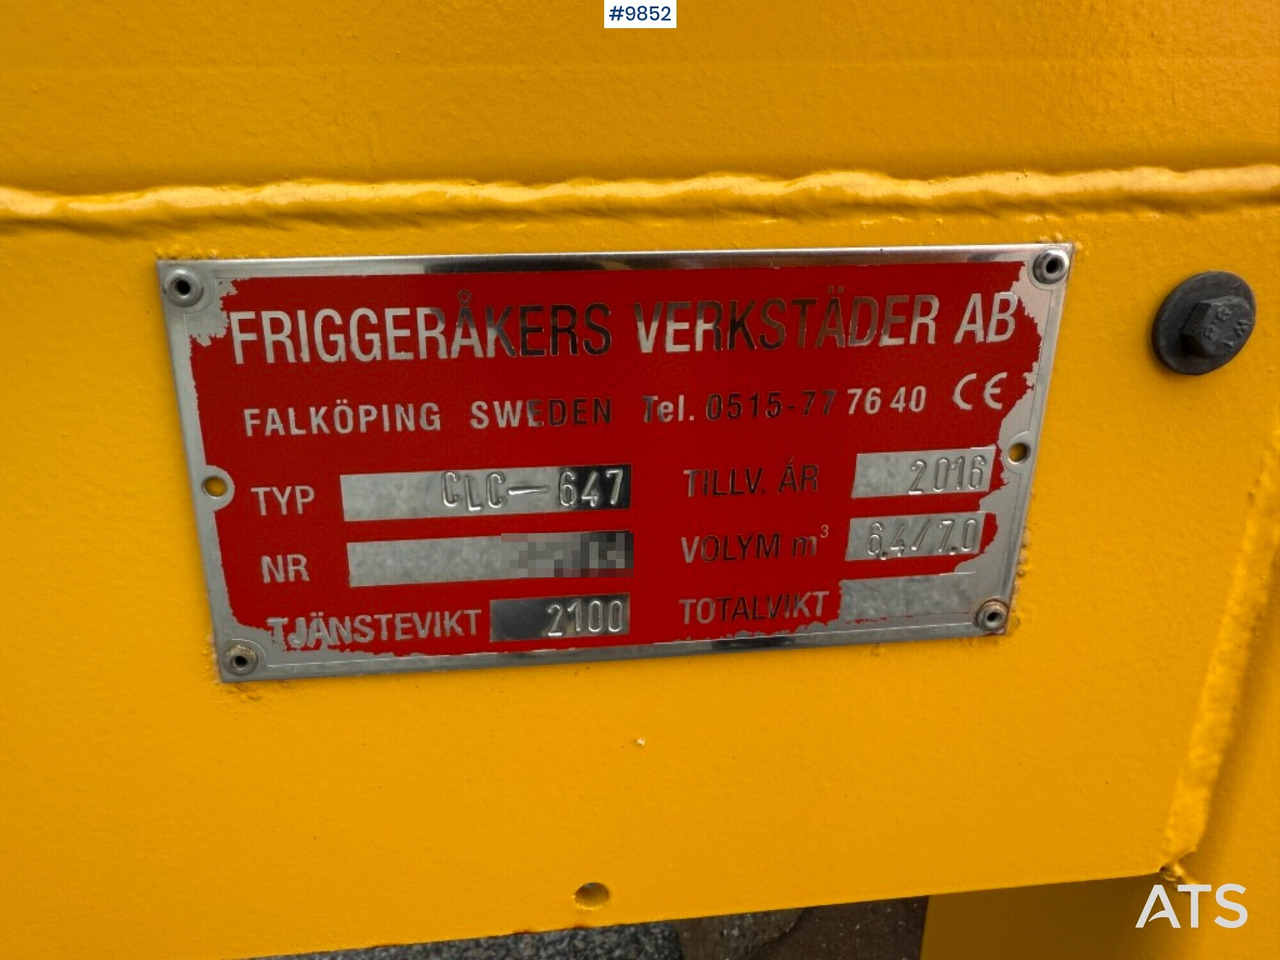 #9852
FRIGGERÅKERS VERKSTÄDER AB
FALKÖPING SWEDEN Tel. 0515-77 76 40 CE
TYP CLC-647 TILLV. ÅR 2016
NR VOLYM m³ 6.4/7.0
TJÄNSTEVIKT 2100 TOTALVIKT
ATS